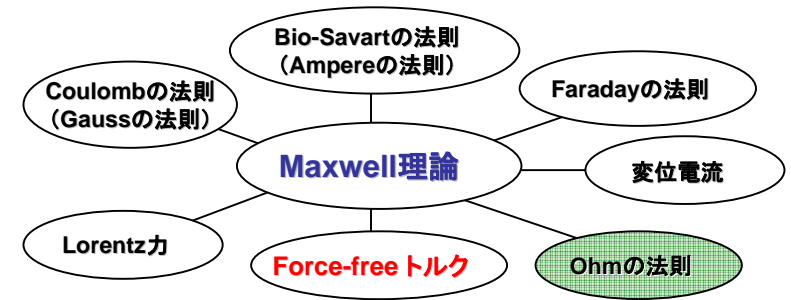 Bio-Savartの法則
（Ampereの法則）
Coulombの法則
（Gaussの法則）
Faradayの法則
Maxwell理論
変位電流
Lorentz力
Force-free トルク
Ohmの法則